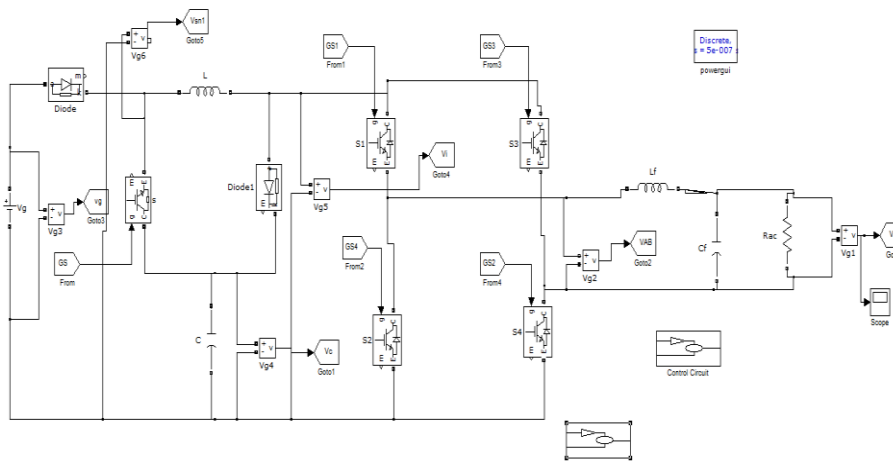 Vsn1
Goto5
Vg6
GS1
From1
GS3
From3
Discrete,
s = 5e-007 s
powergui
m
k
a
Diode
L
g
C
S1
E
g
C
S3
E
Vi
Goto4
Diode1
E
Vg5
E
E
s
g
C
Vg
vg
Goto3
Vg3
GS
From
Lf
Cf
Rac
Vg1
V
Go
Scope
VAB
Goto2
Vg2
GS4
From2
GS2
From4
g
C
S2
E
g
C
S4
E
C
Vg4
Vc
Goto1
Control Circuit